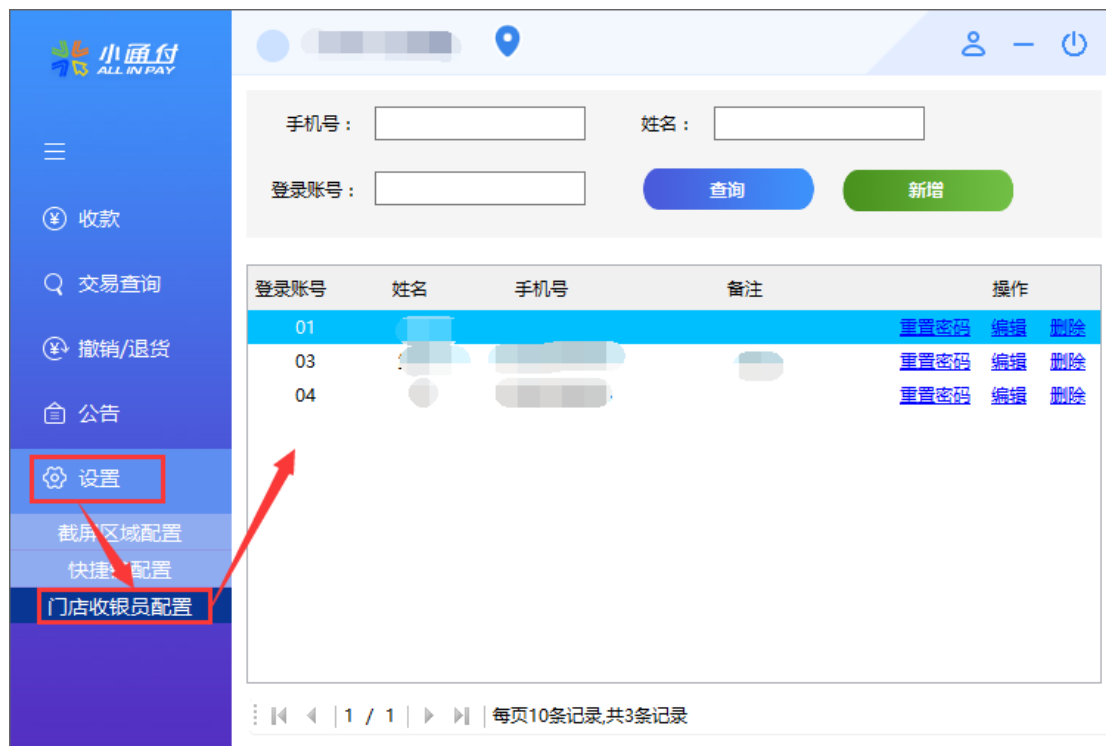 小通付
ALL IN PAY
手机号：
姓名：
登录账号：
查询
新增
收款
交易查询
撤销/退货
公告
设置
截屏区域配置
快捷
配置
门店收银员配置
登录账号 姓名 手机号 备注 操作
01 重置密码 编辑 删除
03 重置密码 编辑 删除
04 重置密码 编辑 删除
1 / 1 每页10条记录,共3条记录